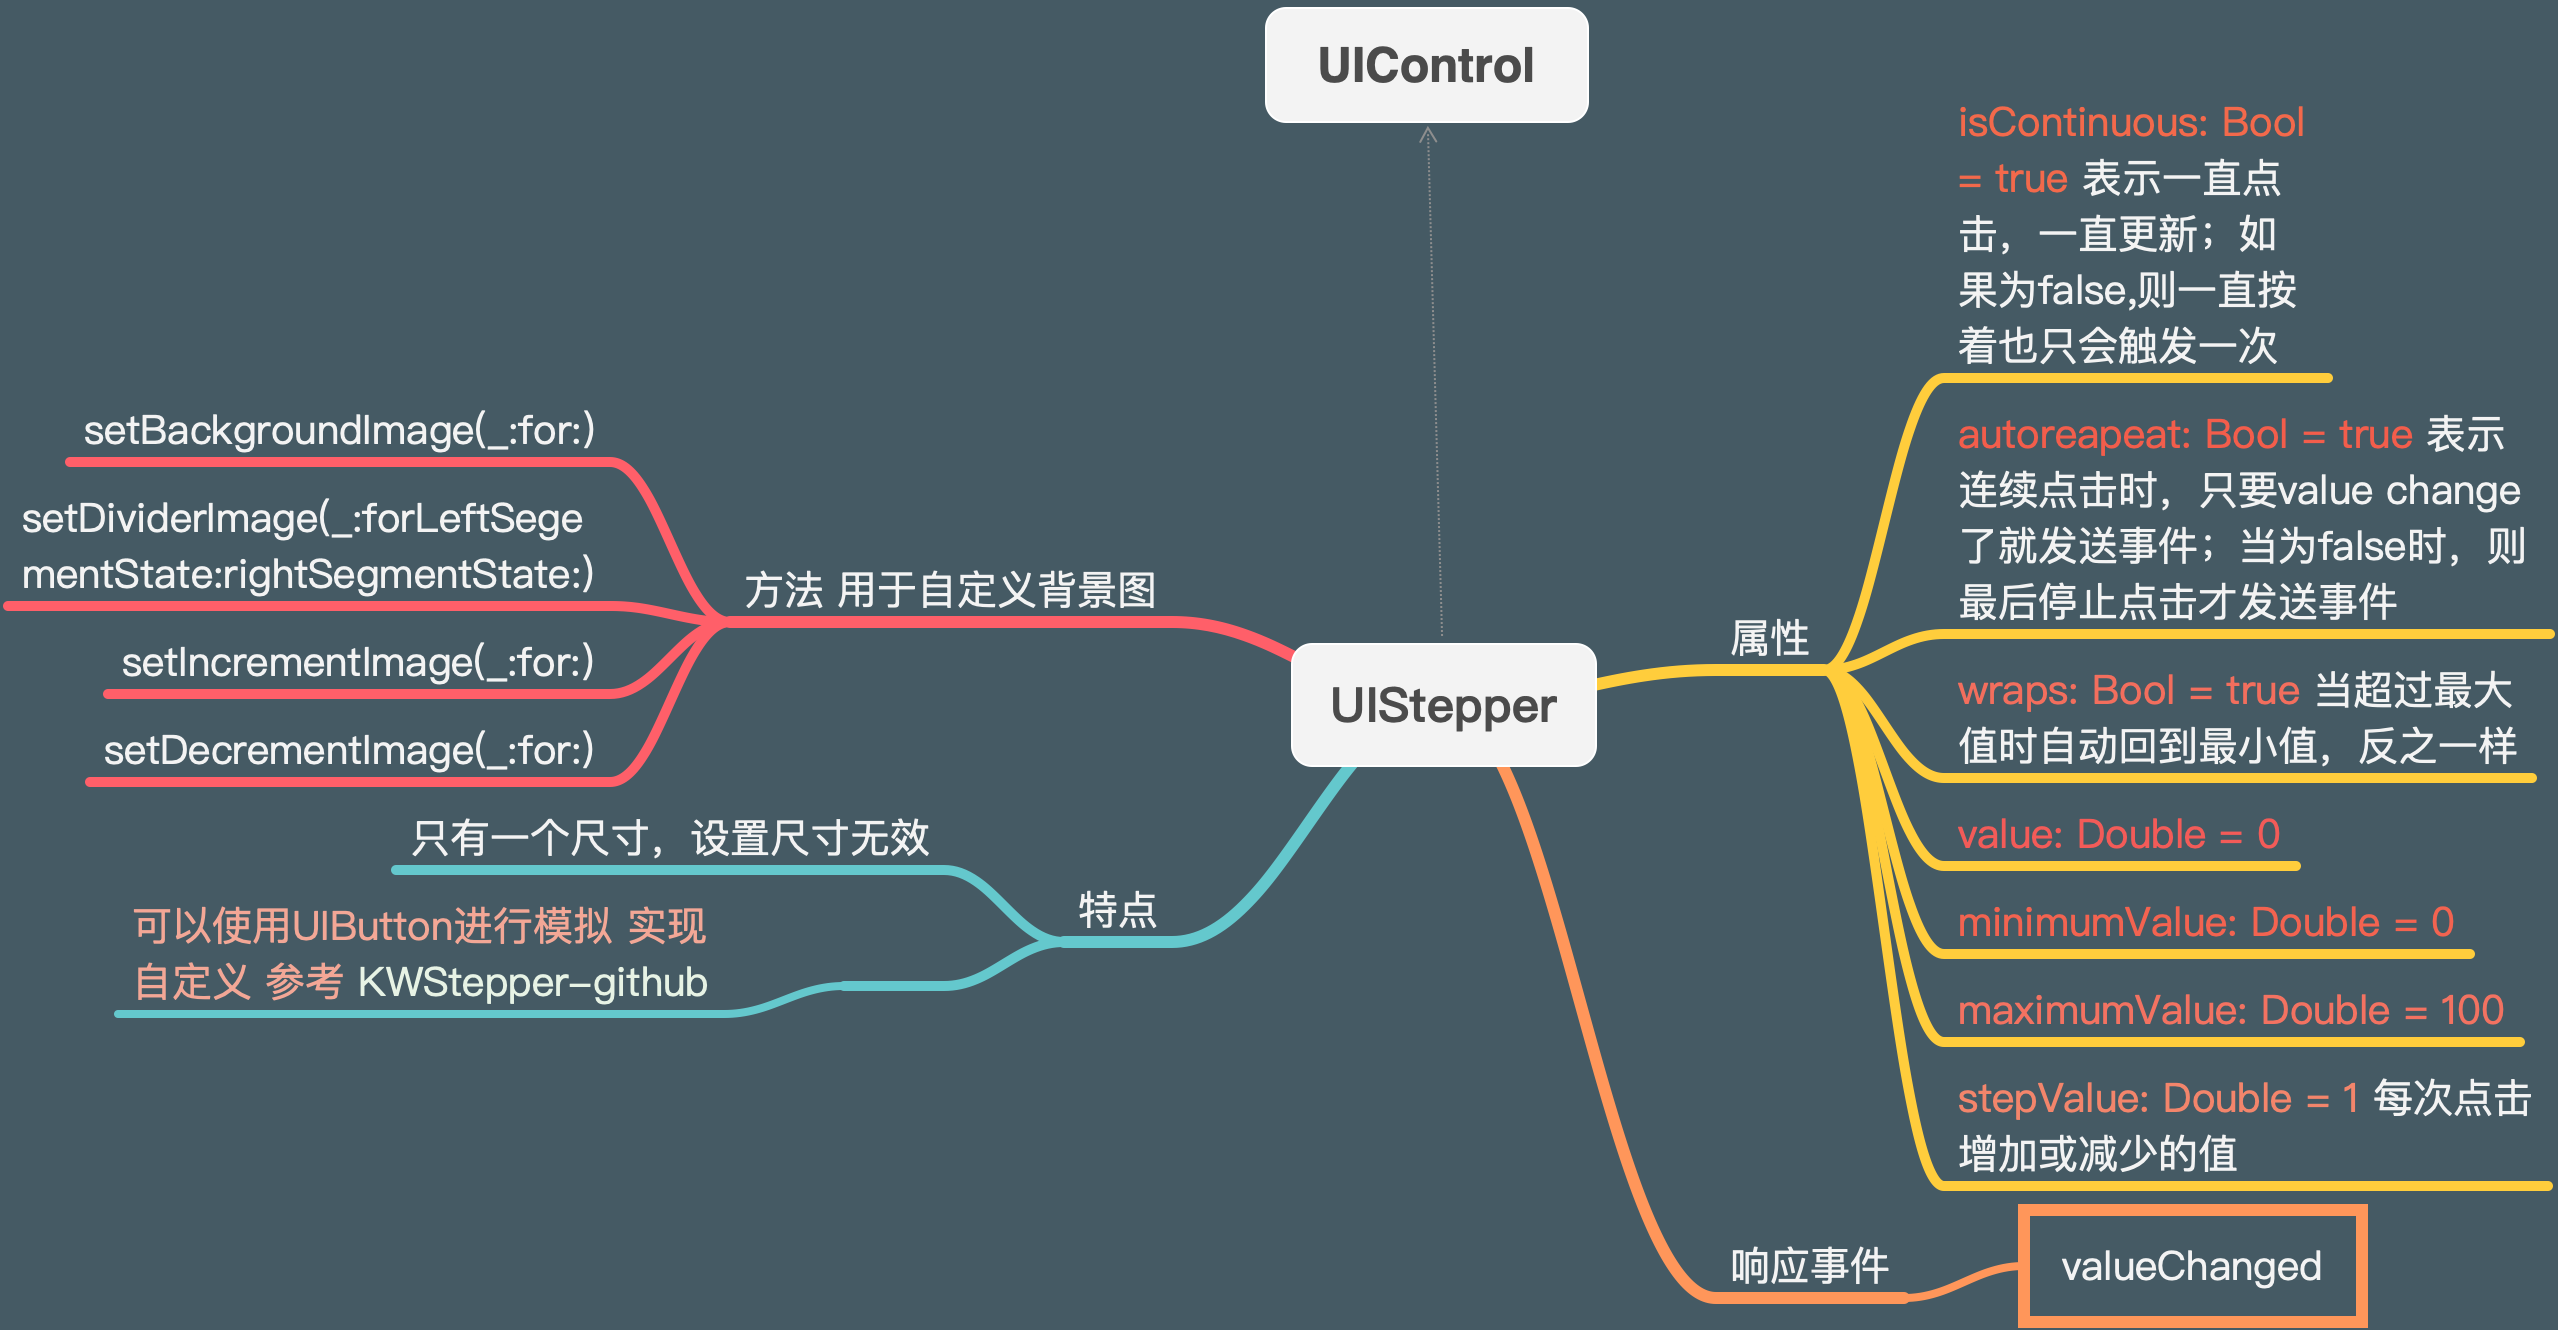 UIControl
isContinuous: Bool
= true 表示一直点
击，一直更新；如
果为false,则一直按
着也只会触发一次
setBackgroundImage(_:for:)
setDividerImage(_:forLeftSege
mentState:rightSegmentState:)
setIncrementImage(_:for:)
setDecrementImage(_:for:)
方法 用于自定义背景图
UIStepper
属性
autoreapeat: Bool = true 表示
连续点击时，只要value change
了就发送事件；当为false时，则
最后停止点击才发送事件
wraps: Bool = true 当超过最大
值时自动回到最小值，反之一样
value: Double = 0
minimumValue: Double = 0
maximumValue: Double = 100
stepValue: Double = 1 每次点击
增加或减少的值
只有一个尺寸，设置尺寸无效
特点
可以使用UIButton进行模拟 实现
自定义 参考 KWStepper-github
响应事件
valueChanged